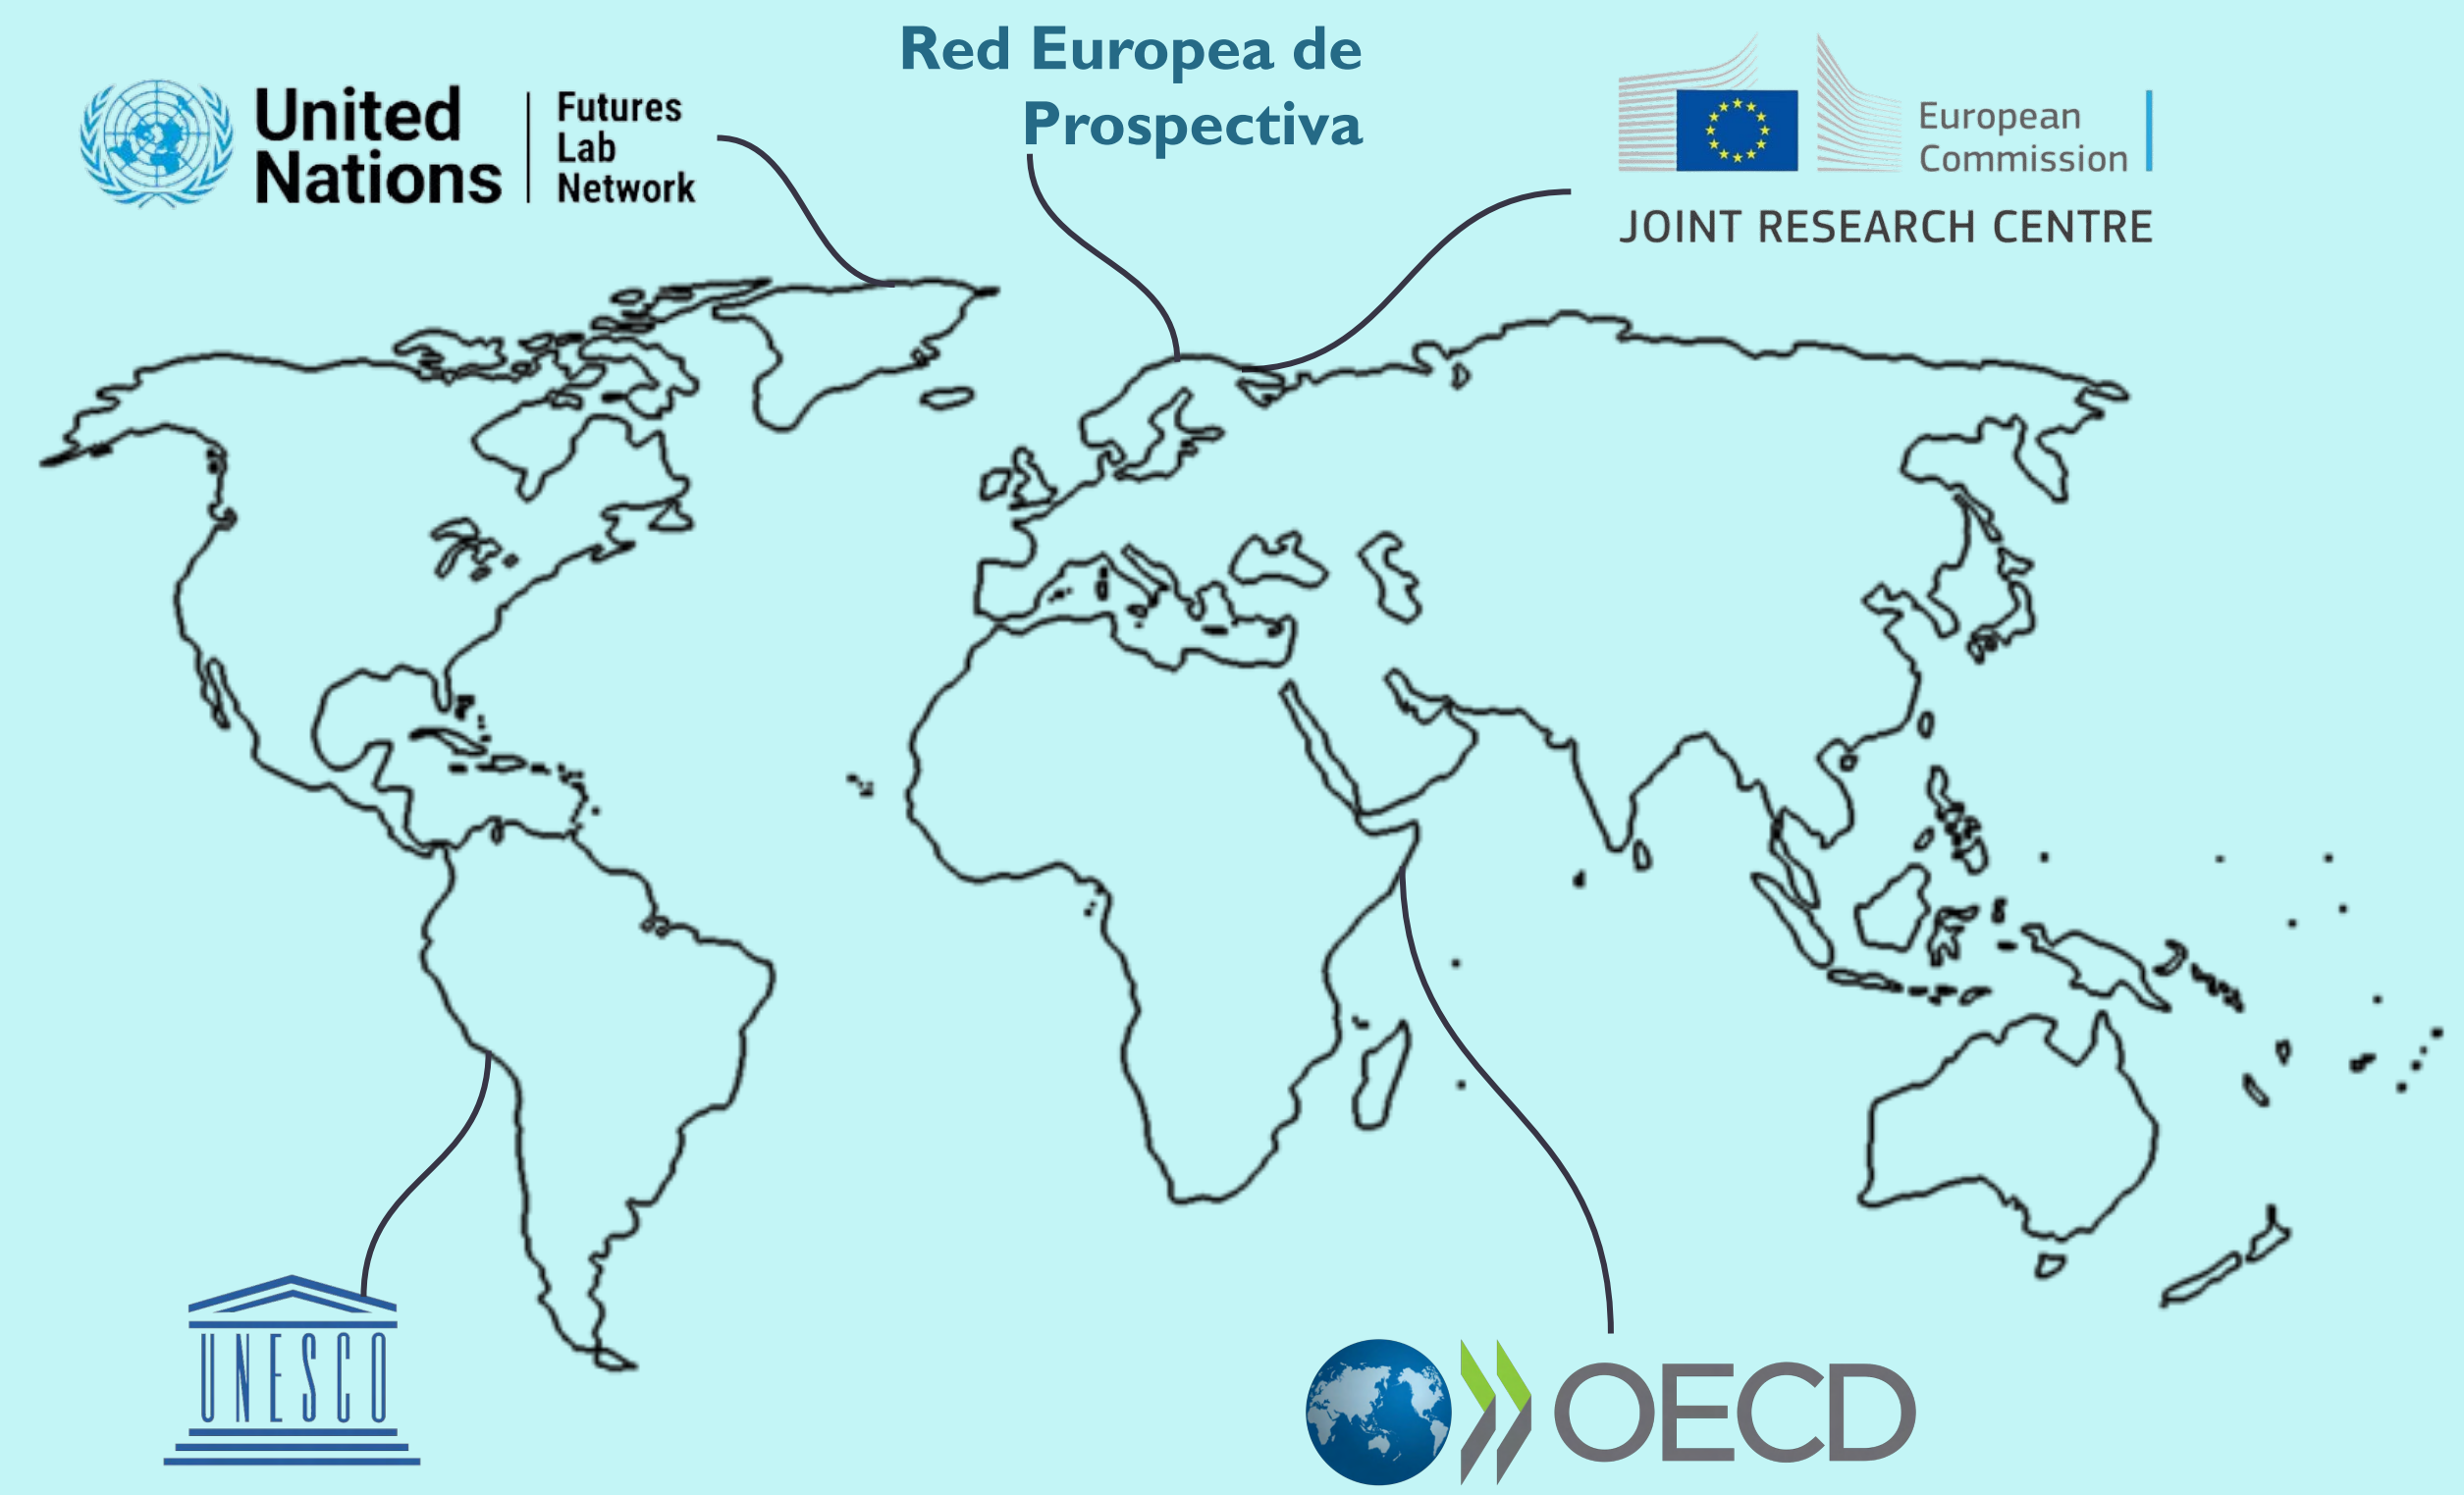 United
Nations
Futures
Lab
Network
Red Europea de
Prospectiva
European
Commission
JOINT RESEARCH CENTRE
UNESCO
OECD